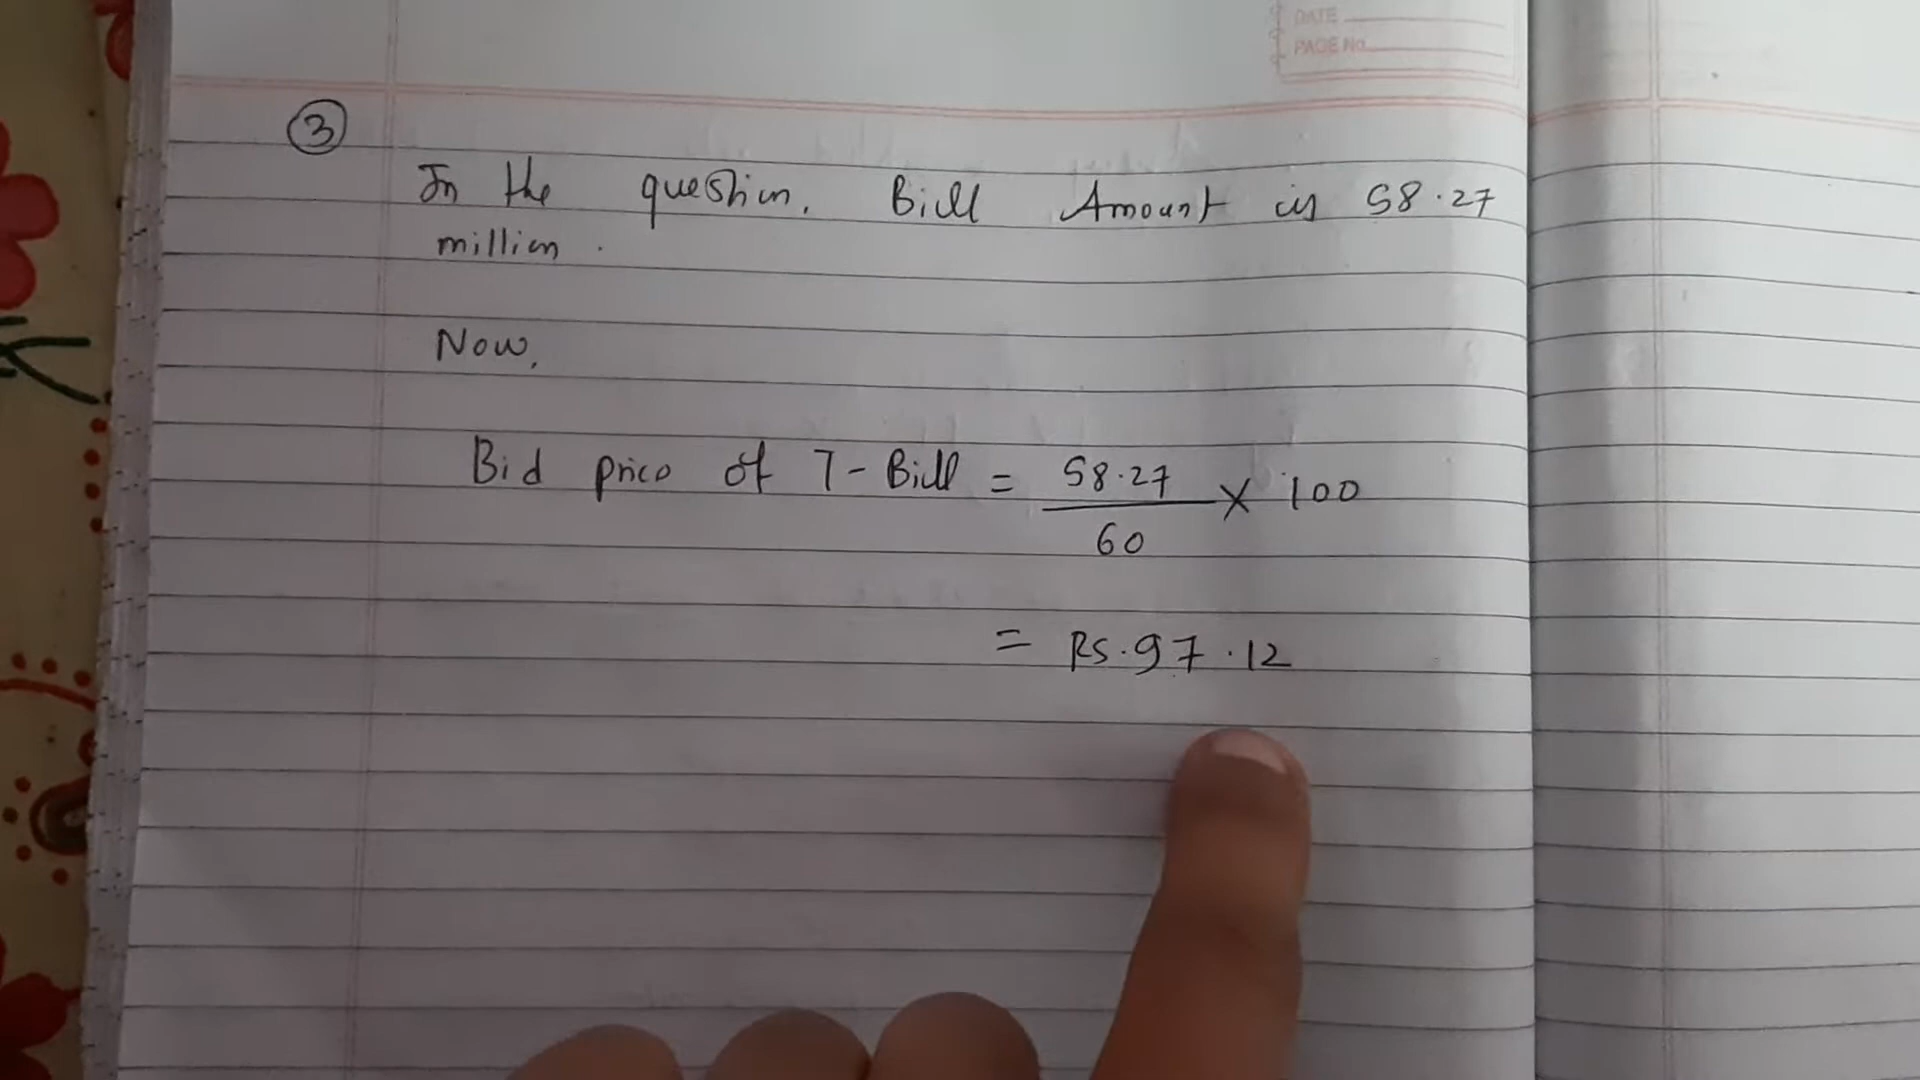 DATE
PAGE No.
3
In the question, Bill Amount is 58.27
million.
Now,
Bid price of T-Bill = 58.27 / 60 × 100
= Rs. 97.12